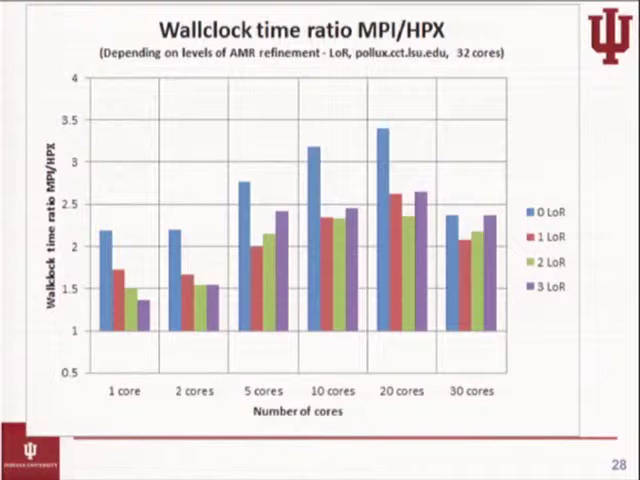 Wallclock time ratio MPI/HPX
(Depending on levels of AMR refinement - LoR, pollux.cct.lsu.edu, 32 cores)
Wallclock time ratio MPI/HPX
4
3.5
3
2.5
2
1.5
1
0.5
0 LoR
1 LoR
2 LoR
3 LoR
1 core 2 cores 5 cores 10 cores 20 cores 30 cores
Number of cores
INDIANA UNIVERSITY
28